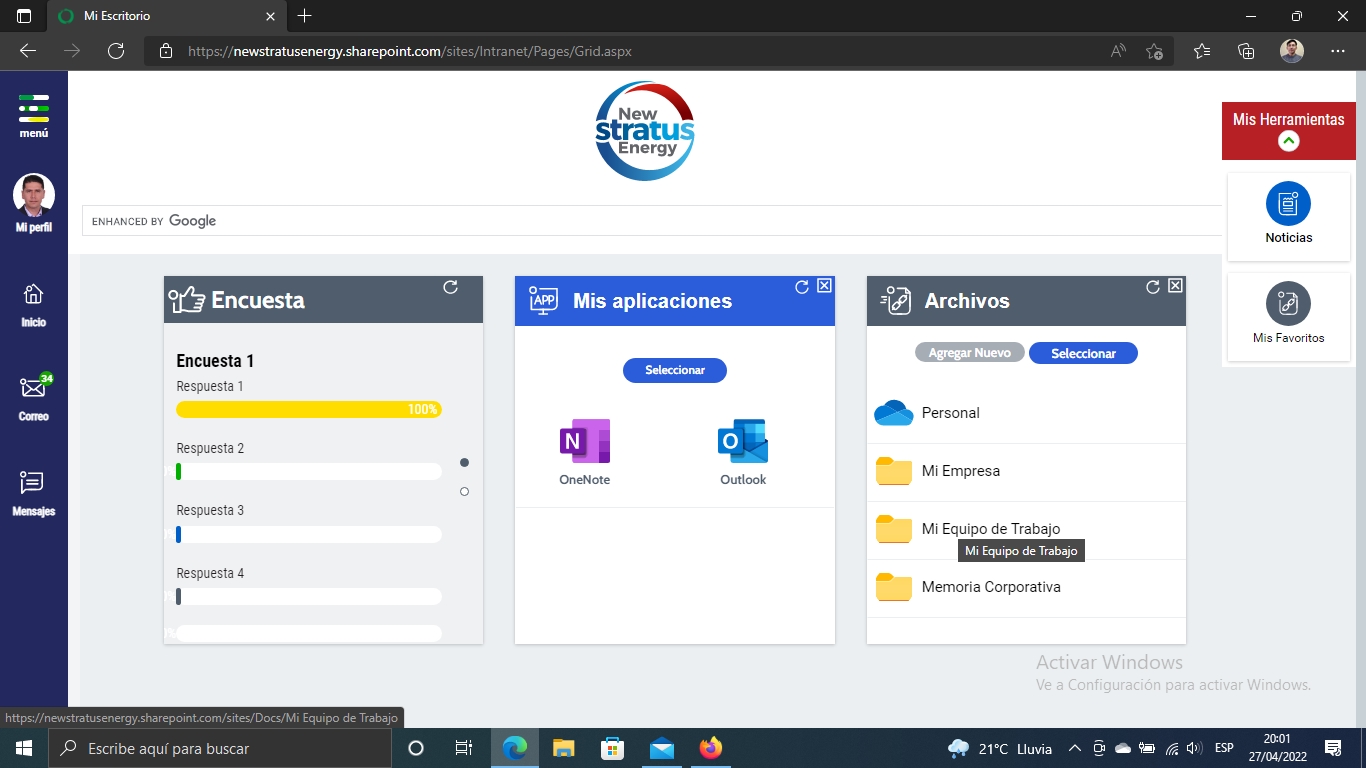 Mi Escritorio
https://newstratusenergy.sharepoint.com/sites/Intranet/Pages/Grid.aspx
menú
Mi perfil
Inicio
34
Correo
Mensajes
New
stratus
Energy
ENHANCED BY Google
Mis Herramientas
Noticias
Mis Favoritos
Encuesta
Encuesta 1
Respuesta 1
100%
Respuesta 2
Respuesta 3
Respuesta 4
APP
Mis aplicaciones
Seleccionar
N
OneNote
O
Outlook
Archivos
Agregar Nuevo
Seleccionar
Personal
Mi Empresa
Mi Equipo de Trabajo
Mi Equipo de Trabajo
Memoria Corporativa
Activar Windows
Ve a Configuración para activar Windows.
https://newstratusenergy.sharepoint.com/sites/Docs/Mi Equipo de Trabajo
Escribe aquí para buscar
21°C Lluvia
ESP
20:01
27/04/2022